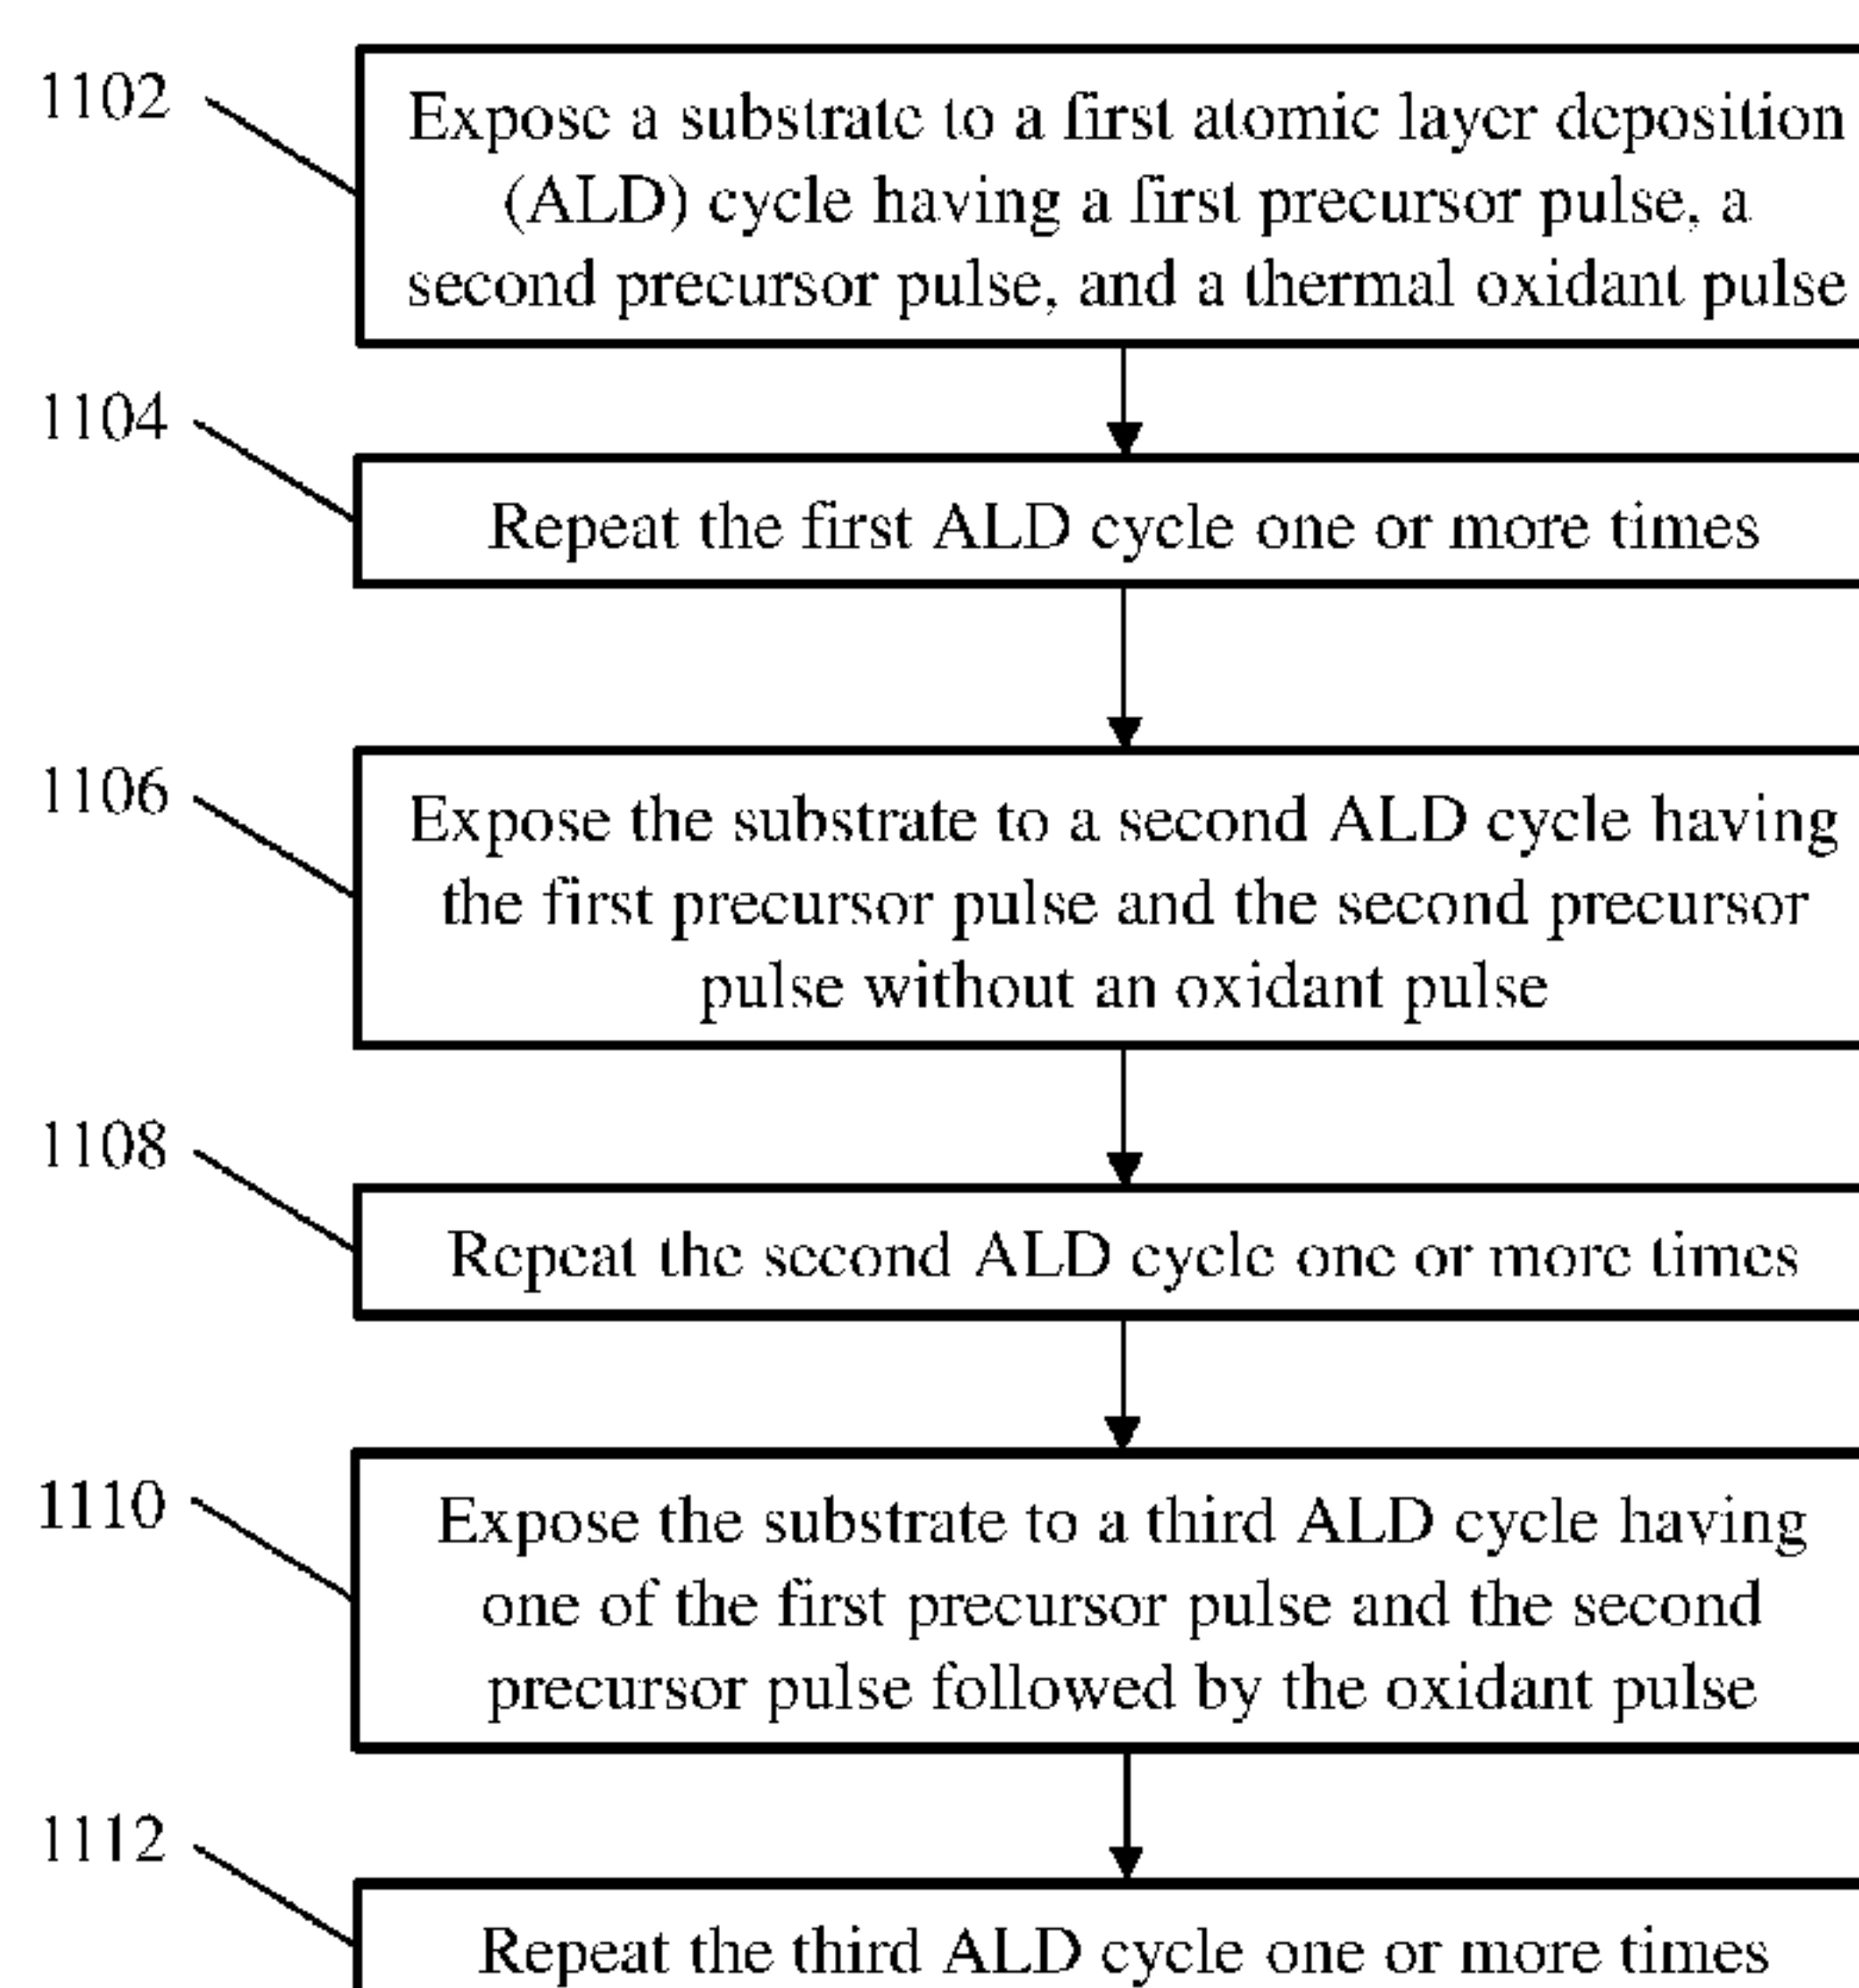 1102
Expose a substrate to a first atomic layer deposition
(ALD) cycle having a first precursor pulse, a
second precursor pulse, and a thermal oxidant pulse
1104
Repeat the first ALD cycle one or more times
1106
Expose the substrate to a second ALD cycle having
the first precursor pulse and the second precursor
pulse without an oxidant pulse
1108
Repeat the second ALD cycle one or more times
1110
Expose the substrate to a third ALD cycle having
one of the first precursor pulse and the second
precursor pulse followed by the oxidant pulse
1112
Repeat the third ALD cycle one or more times